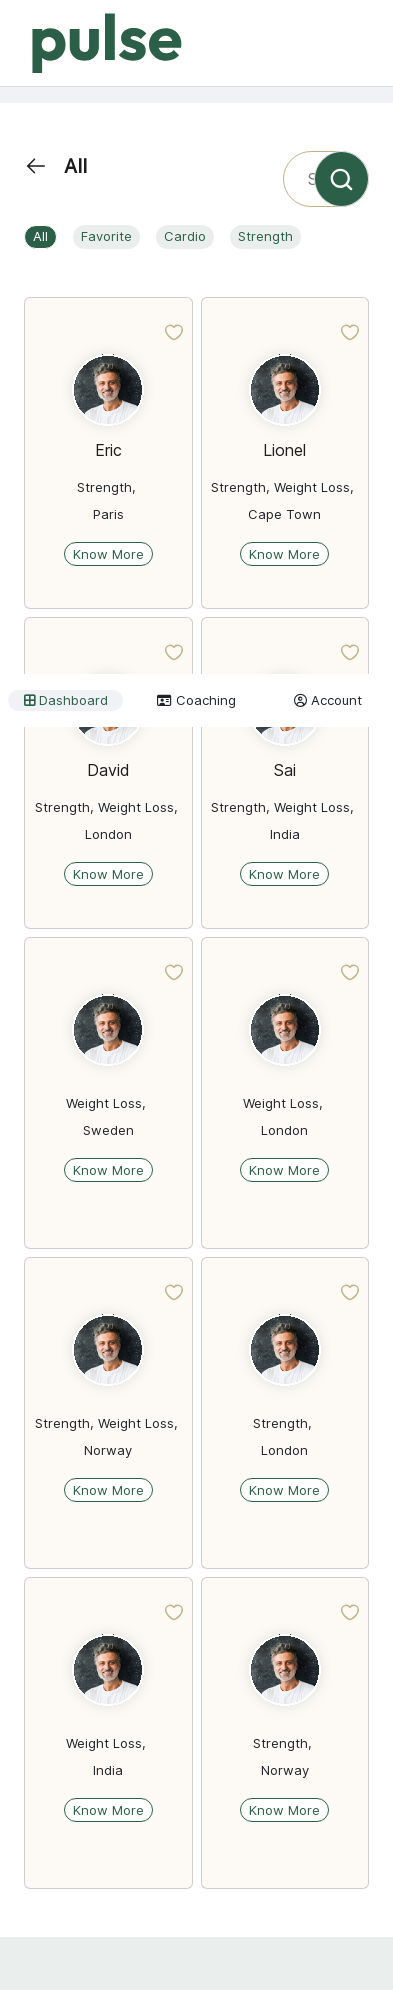 pulse
All
S
All Favorite Cardio Strength
Eric
Strength,
Paris
Know More
Lionel
Strength, Weight Loss,
Cape Town
Know More
Dashboard Coaching Account
David
Strength, Weight Loss,
London
Know More
Sai
Strength, Weight Loss,
India
Know More
Weight Loss,
Sweden
Know More
Weight Loss,
London
Know More
Strength, Weight Loss,
Norway
Know More
Strength,
London
Know More
Weight Loss,
India
Know More
Strength,
Norway
Know More